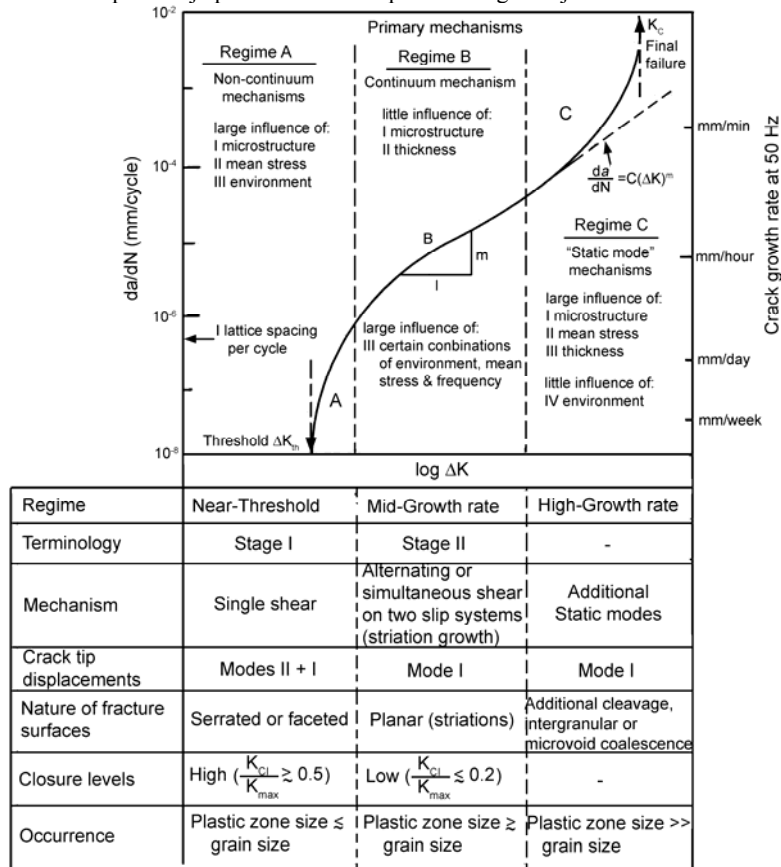 10⁻²
10⁻⁴
10⁻⁶
10⁻⁸
da/dN (mm/cycle)
Primary mechanisms
Regime A
Non-continuum
mechanisms
large influence of:
I microstructure
II mean stress
III environment
Regime B
Continuum mechanism
little influence of:
I microstructure
II thickness
K_c
Final
failure
C
da/dN =C(ΔK)^m
B
m
l
Regime C
"Static mode"
mechanisms
large influence of:
I microstructure
II mean stress
III thickness
little influence of:
IV environment
large influence of:
III certain combinations
of environment, mean
stress & frequency
I lattice spacing
per cycle
A
Threshold ΔK_th
mm/min
mm/hour
mm/day
mm/week
Crack growth rate at 50 Hz
log ΔK
Regime Near-Threshold Mid-Growth rate High-Growth rate
Terminology Stage I Stage II -
Mechanism
Single shear
Alternating or
simultaneous shear
on two slip systems
(striation growth)
Additional
Static modes
Crack tip
displacements
Modes II + I
Mode I
Mode I
Nature of fracture
surfaces
Serrated or faceted
Planar (striations)
Additional cleavage,
intergranular or
microvoid coalescence
Closure levels
High (K_Cl/K_max ≳ 0.5)
Low (K_Cl/K_max ≲ 0.2)
-
Occurrence
Plastic zone size ≲
grain size
Plastic zone size ≳
grain size
Plastic zone size >>
grain size